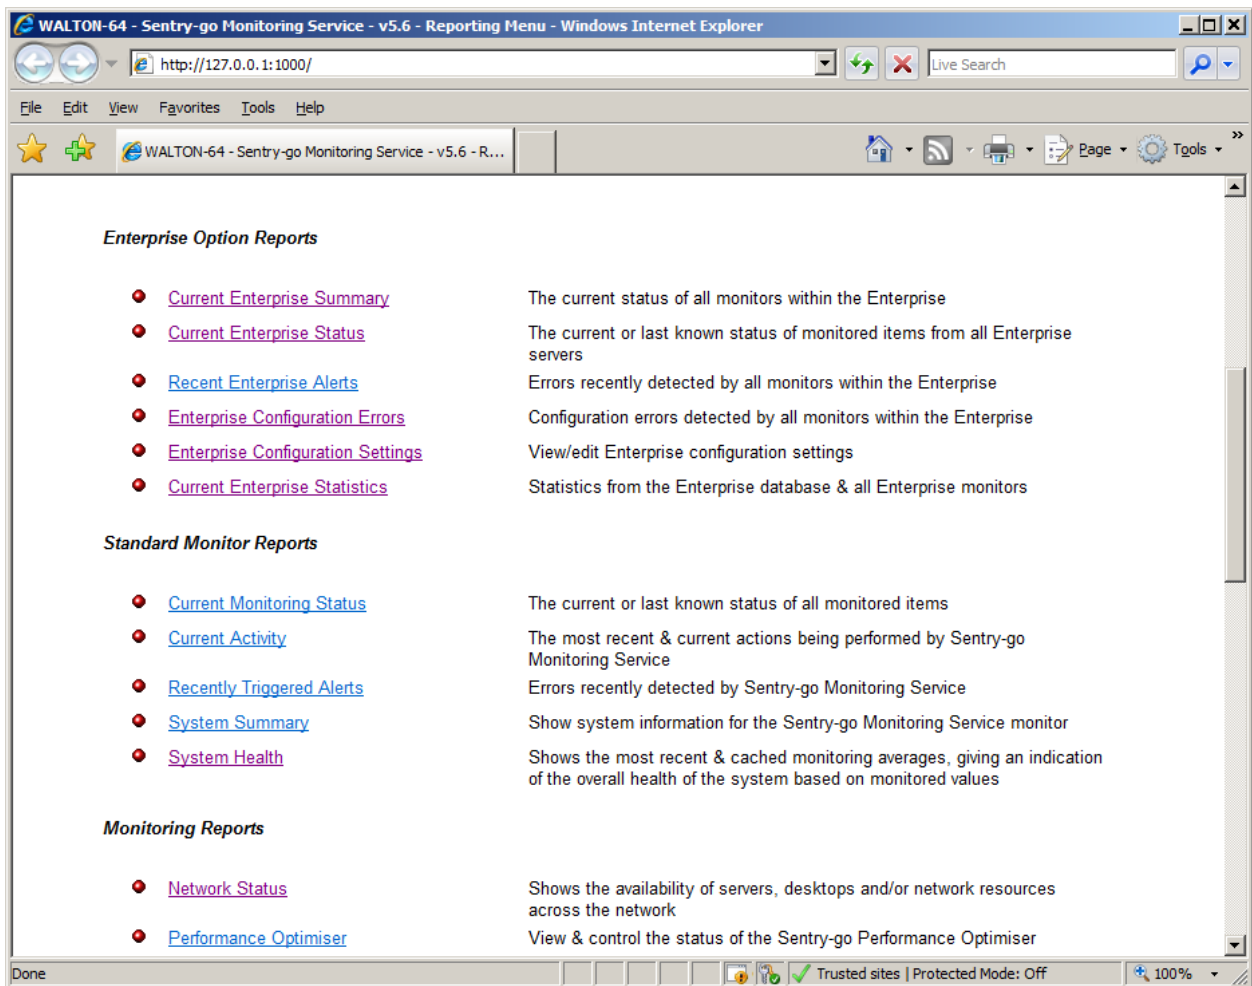 WALTON-64 - Sentry-go Monitoring Service - v5.6 - Reporting Menu - Windows Internet Explorer
http://127.0.0.1:1000/
Live Search
File Edit View Favorites Tools Help
WALTON-64 - Sentry-go Monitoring Service - v5.6 - R...
Page Tools »
Enterprise Option Reports
Current Enterprise Summary The current status of all monitors within the Enterprise
Current Enterprise Status The current or last known status of monitored items from all Enterprise
servers
Recent Enterprise Alerts Errors recently detected by all monitors within the Enterprise
Enterprise Configuration Errors Configuration errors detected by all monitors within the Enterprise
Enterprise Configuration Settings View/edit Enterprise configuration settings
Current Enterprise Statistics Statistics from the Enterprise database & all Enterprise monitors
Standard Monitor Reports
Current Monitoring Status The current or last known status of all monitored items
Current Activity The most recent & current actions being performed by Sentry-go
Monitoring Service
Recently Triggered Alerts Errors recently detected by Sentry-go Monitoring Service
System Summary Show system information for the Sentry-go Monitoring Service monitor
System Health Shows the most recent & cached monitoring averages, giving an indication
of the overall health of the system based on monitored values
Monitoring Reports
Network Status Shows the availability of servers, desktops and/or network resources
across the network
Performance Optimiser View & control the status of the Sentry-go Performance Optimiser
Done Trusted sites | Protected Mode: Off 100%